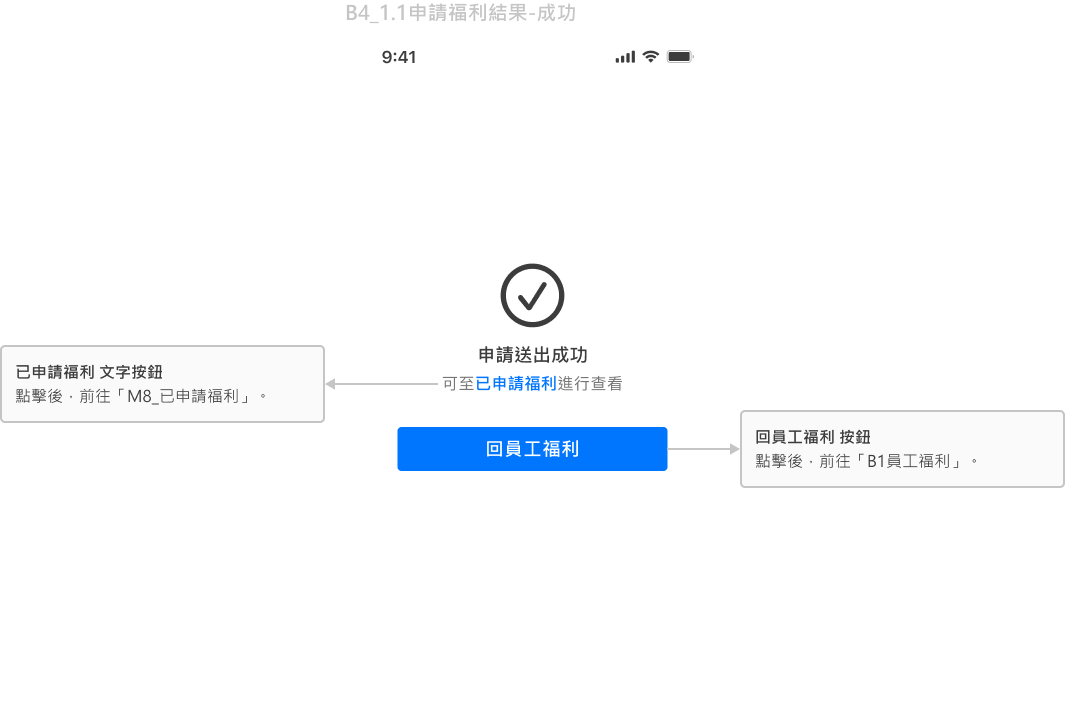 B4_1.1申請福利結果-成功
9:41
申請送出成功
可至已申請福利進行查看
已申請福利 文字按鈕
點擊後，前往「M8_已申請福利」。
回員工福利
回員工福利 按鈕
點擊後，前往「B1員工福利」。